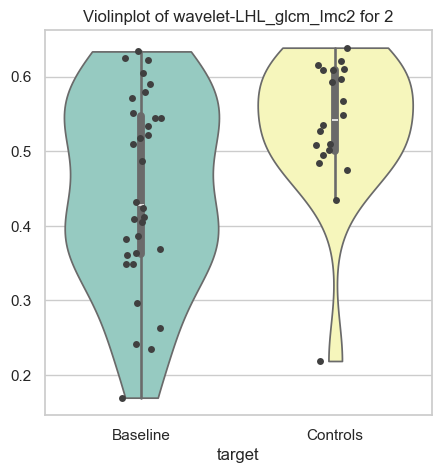 Violinplot of wavelet-LHL_glcm_Imc2 for 2
0.6
0.5
0.4
0.3
0.2
Baseline Controls
target